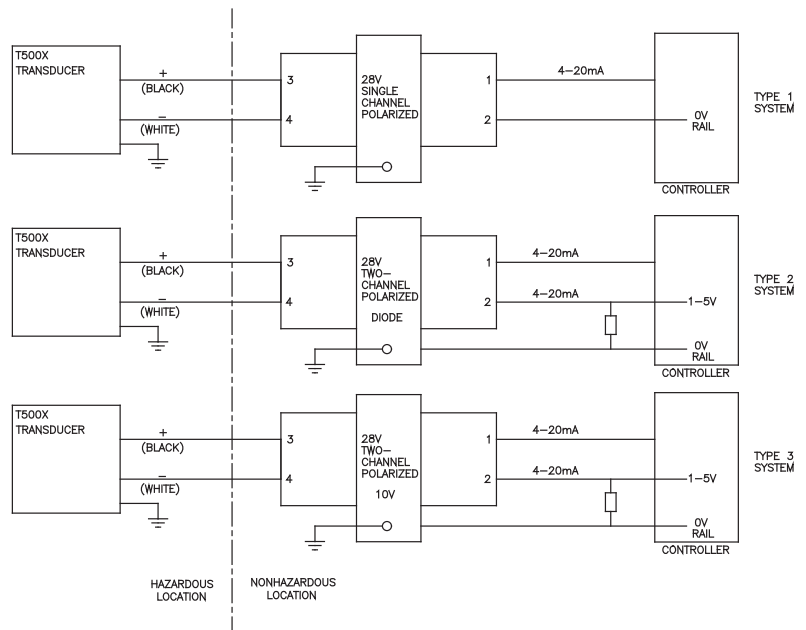 T500X
TRANSDUCER
+
(BLACK)
−
(WHITE)
3
4
28V
SINGLE
CHANNEL
POLARIZED
1
2
4−20mA
0V
RAIL
CONTROLLER
TYPE 1
SYSTEM
T500X
TRANSDUCER
+
(BLACK)
−
(WHITE)
3
4
28V
TWO−
CHANNEL
POLARIZED
DIODE
1
2
4−20mA
4−20mA
1−5V
0V
RAIL
CONTROLLER
TYPE 2
SYSTEM
T500X
TRANSDUCER
+
(BLACK)
−
(WHITE)
3
4
28V
TWO−
CHANNEL
POLARIZED
10V
1
2
4−20mA
4−20mA
1−5V
0V
RAIL
CONTROLLER
TYPE 3
SYSTEM
HAZARDOUS
LOCATION
NONHAZARDOUS
LOCATION